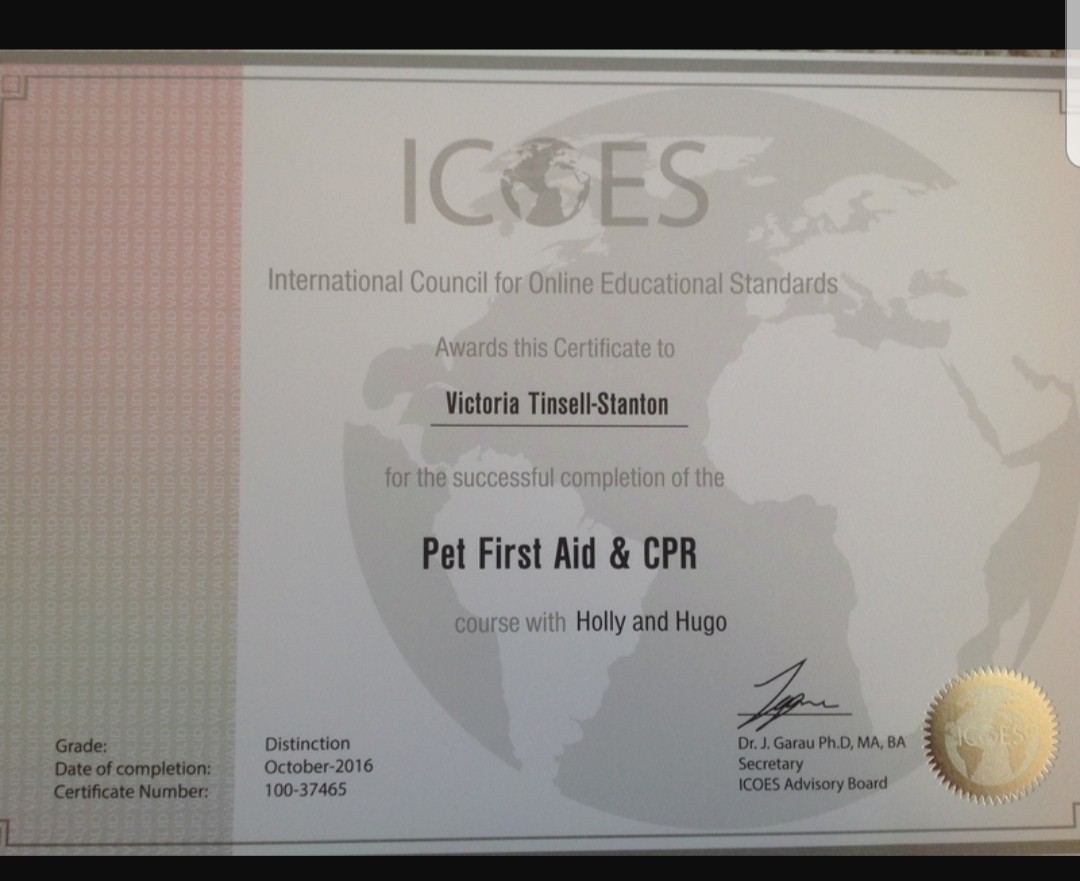 ICOES
International Council for Online Educational Standards
Awards this Certificate to
Victoria Tinsell-Stanton
for the successful completion of the
Pet First Aid & CPR
course with Holly and Hugo
Grade: Distinction
Date of completion: October-2016
Certificate Number: 100-37465
Dr. J. Garau Ph.D, MA, BA
Secretary
ICOES Advisory Board
ICOES